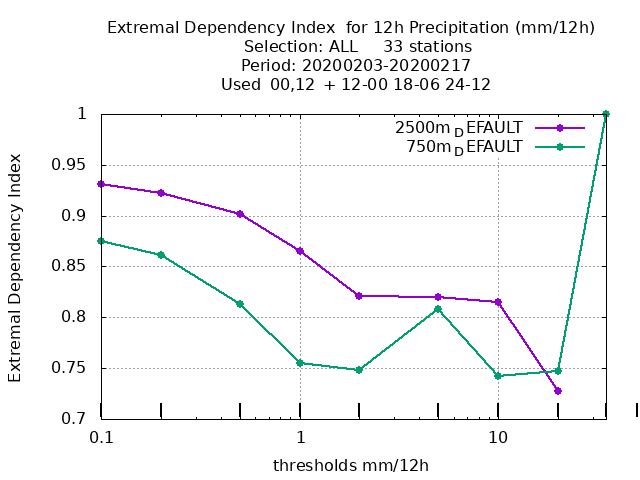 Extremal Dependency Index  for 12h Precipitation (mm/12h)
Selection: ALL     33 stations
Period: 20200203-20200217
Used  00,12  + 12-00 18-06 24-12
2500m_DEFAULT
750m_DEFAULT
1
0.95
0.9
0.85
0.8
0.75
0.7
Extremal Dependency Index
0.1
1
10
thresholds mm/12h